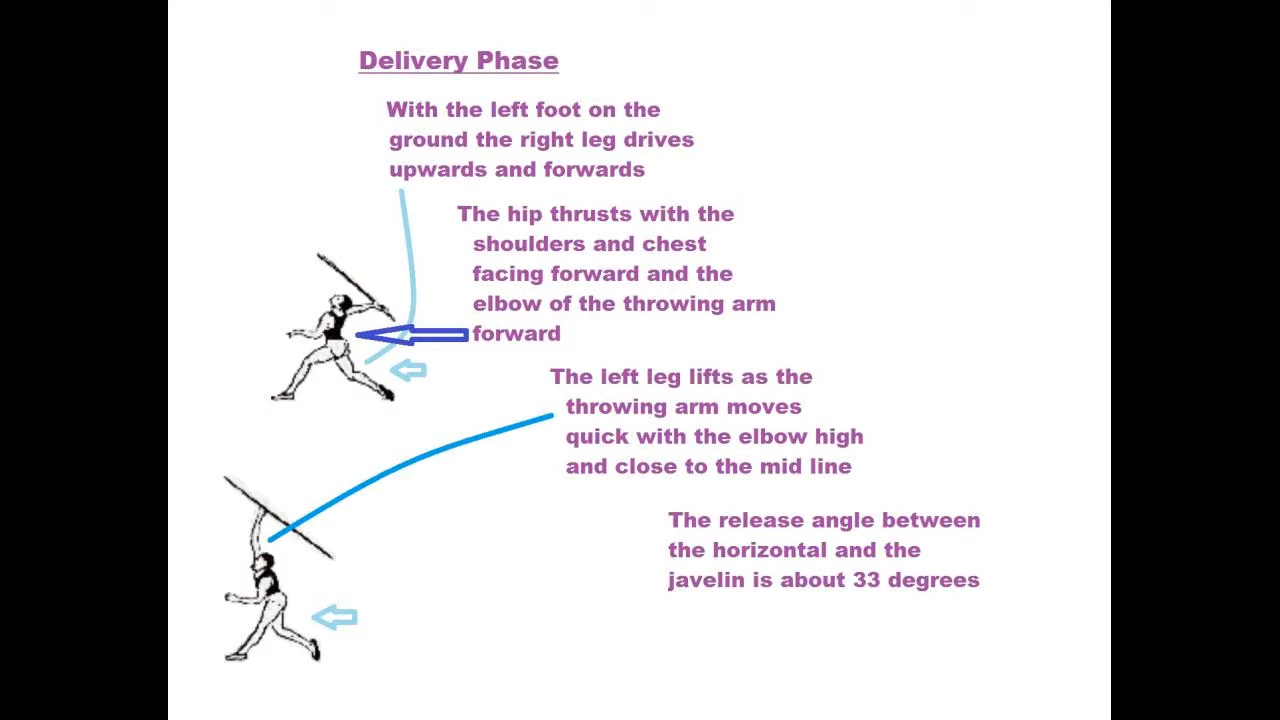 Delivery Phase
With the left foot on the
ground the right leg drives
upwards and forwards
The hip thrusts with the
shoulders and chest
facing forward and the
elbow of the throwing arm
forward
The left leg lifts as the
throwing arm moves
quick with the elbow high
and close to the mid line
The release angle between
the horizontal and the
javelin is about 33 degrees